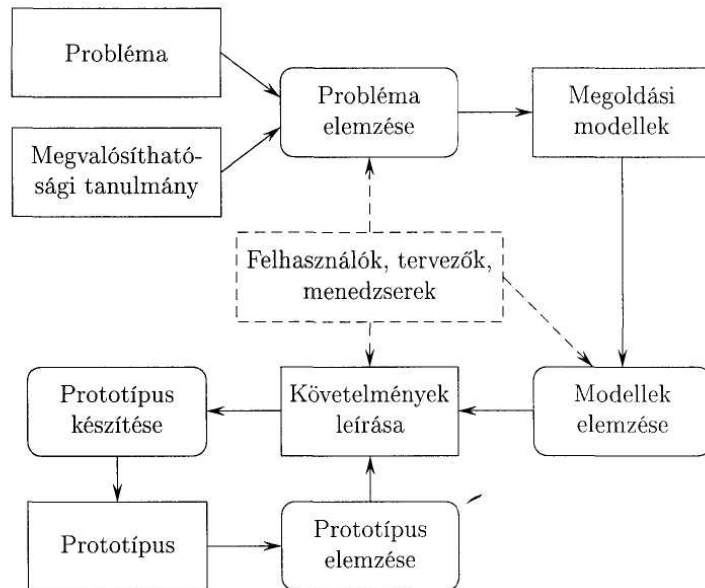 Probléma
Probléma
elemzése
Megoldási
modellek
Megvalósítható-
sági tanulmány
Felhasználók, tervezők,
menedzserek
Prototípus
készítése
Követelmények
leírása
Modellek
elemzése
Prototípus
Prototípus
elemzése